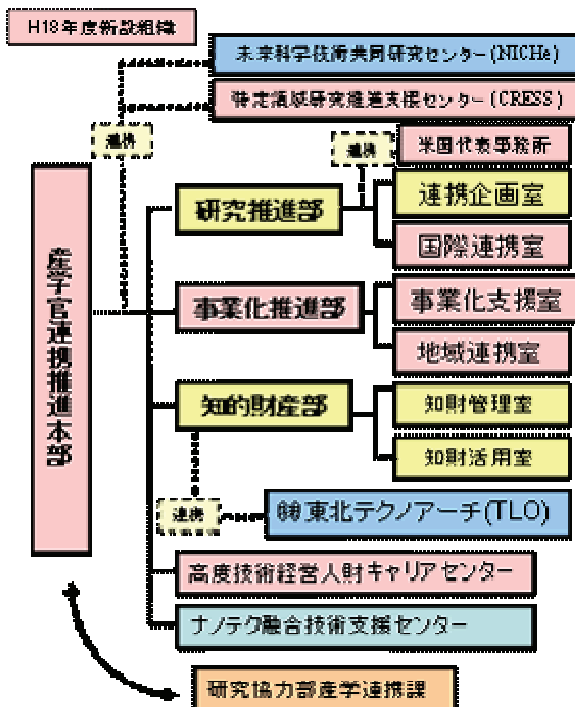 H18年度新設組織
未来科学技術共同研究センター(NICHe)
特定領域研究推進支援センター(CRESS)
連携
連携
米国代表事務所
産学官連携推進本部
研究推進部
連携企画室
国際連携室
事業化推進部
事業化支援室
地域連携室
知的財産部
知財管理室
知財活用室
連携
㈱東北テクノアーチ(TLO)
高度技術経営人財キャリアセンター
ナノテク融合技術支援センター
研究協力部産学連携課